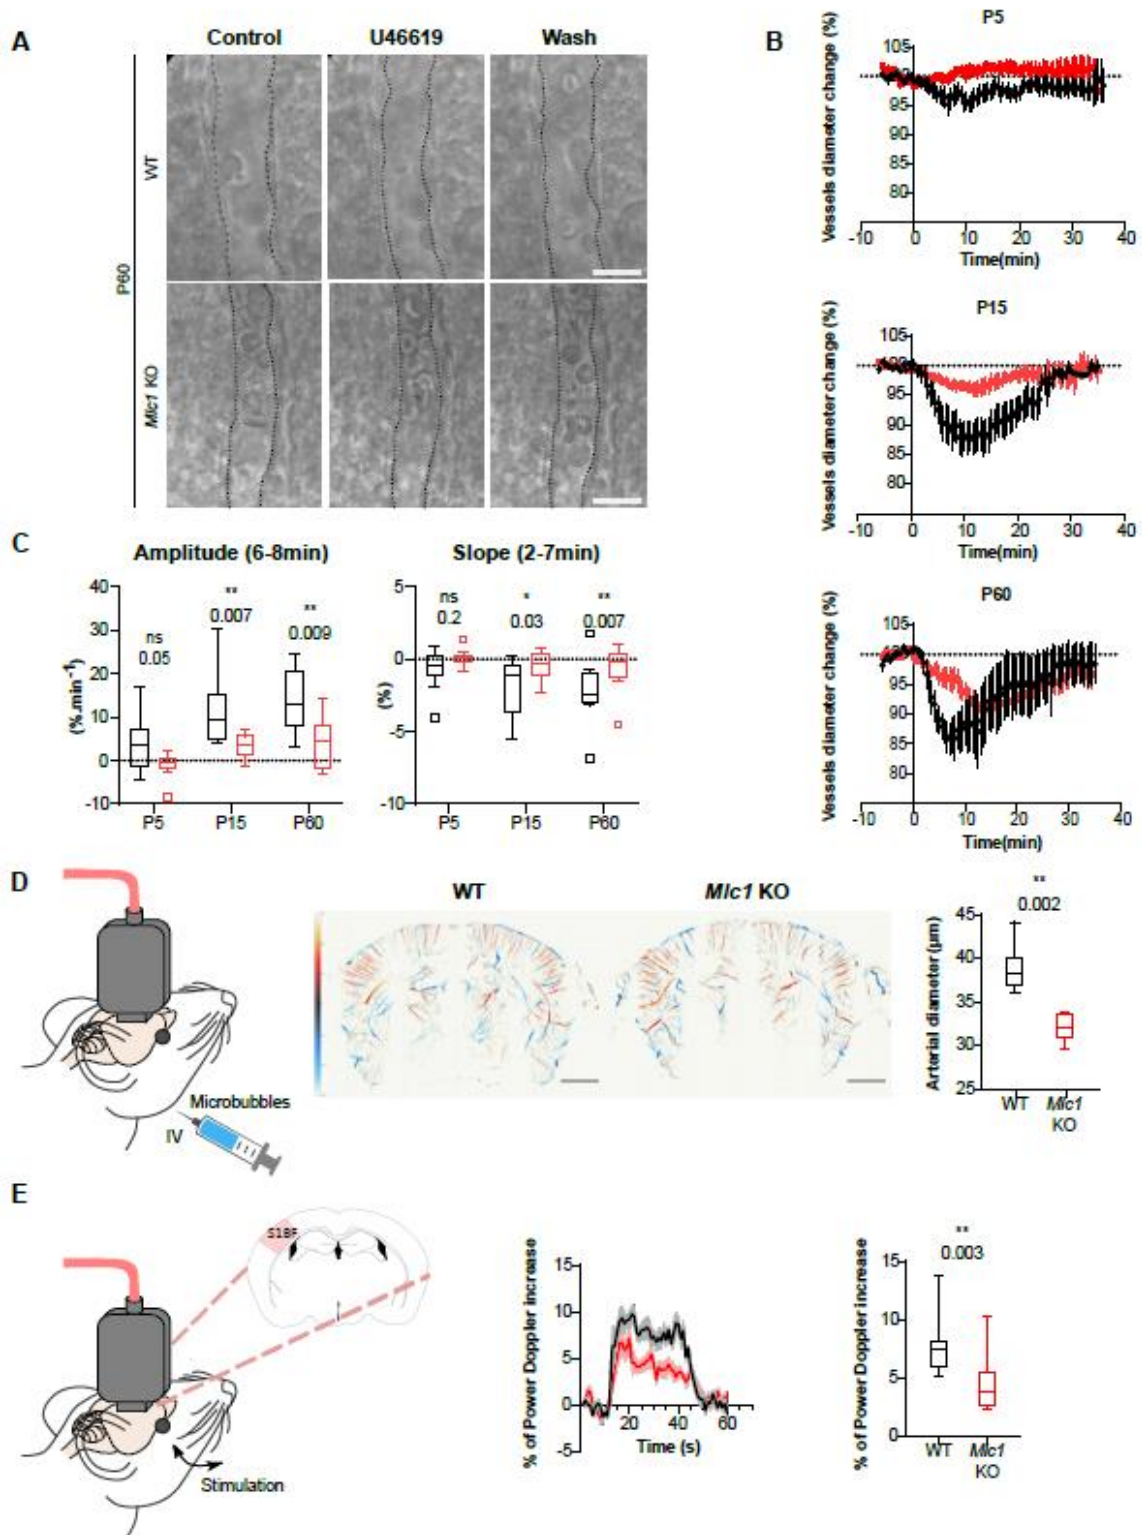 A
Control
U46619
Wash
WT
P60
Mlc1 KO
B
P5
Vessels diameter change (%)
105
95
90
85
80
-10
0
10
20
30
40
Time(min)
P15
Vessels diameter change (%)
105
95
90
85
80
-10
0
10
20
30
40
Time(min)
P60
Vessels diameter change (%)
105
95
90
85
80
-10
0
10
20
30
40
Time(min)
C
Amplitude (6-8min)
(%.min-1)
40
30
20
10
0
-10
ns
0.05
**
0.007
**
0.009
P5
P15
P60
Slope (2-7min)
(%)
5
0
-5
-10
ns
0.2
*
0.03
**
0.007
P5
P15
P60
D
Microbubbles
IV
WT
Mlc1 KO
**
0.002
Arterial diameter (µm)
45
40
35
30
25
WT
Mlc1
KO
E
S1BF
Stimulation
% of Power Doppler increase
15
10
5
0
-5
20
40
60
Time (s)
**
0.003
% of Power Doppler increase
15
10
5
0
WT
Mlc1
KO